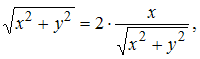 √(x² + y²) = 2 · x / √(x² + y²) ,